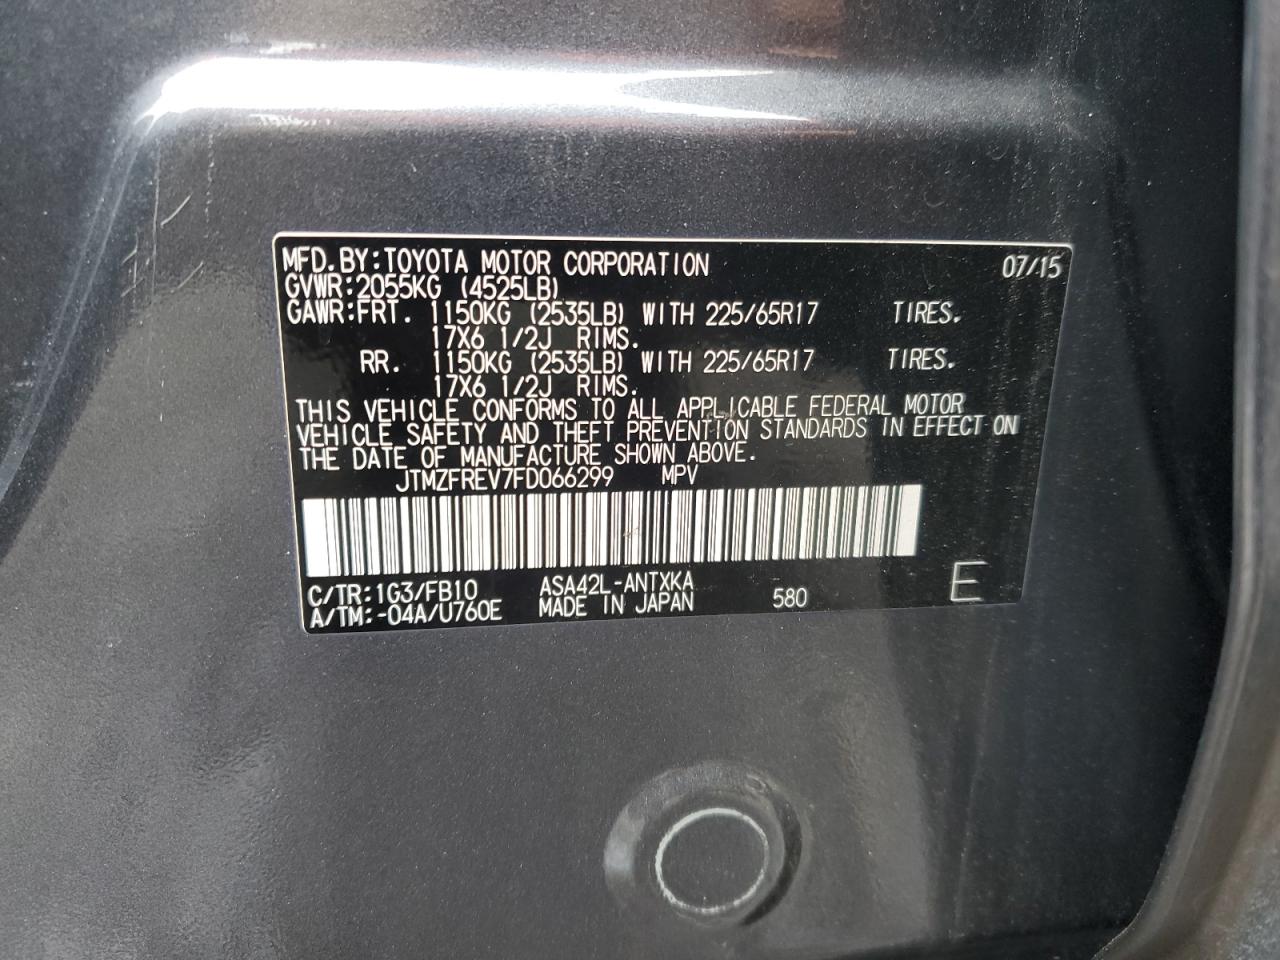 MFD.BY:TOYOTA MOTOR CORPORATION 07/15
GVWR:2055KG (4525LB)
GAWR:FRT. 1150KG (2535LB) WITH 225/65R17 TIRES.
17X6 1/2J RIMS.
RR. 1150KG (2535LB) WITH 225/65R17 TIRES.
17X6 1/2J RIMS.
THIS VEHICLE CONFORMS TO ALL APPLICABLE FEDERAL MOTOR
VEHICLE SAFETY AND THEFT PREVENTION STANDARDS IN EFFECT ON
THE DATE OF MANUFACTURE SHOWN ABOVE.
JTMZFREV7FD066299 MPV
C/TR:1G3/FB10 ASA42L-ANTXKA
A/TM:-04A/U760E MADE IN JAPAN 580 E